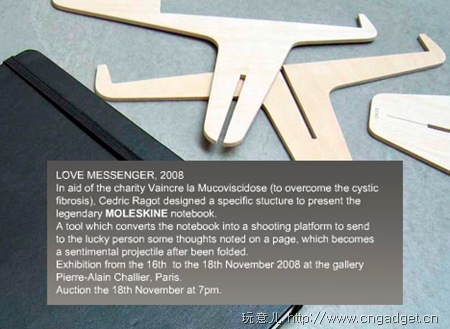 LOVE MESSENGER, 2008
In aid of the charity Vaincre la Mucoviscidose (to overcome the cystic
fibrosis), Cedric Ragot designed a specific stucture to present the
legendary MOLESKINE notebook.
A tool which converts the notebook into a shooting platform to send
to the lucky person some thoughts noted on a page, which becomes
a sentimental projectile after been folded.
Exhibition from the 16th to the 18th November 2008 at the gallery
Pierre-Alain Challier, Paris.
Auction the 18th November at 7pm.
玩意儿 http://www.cngadget.cn